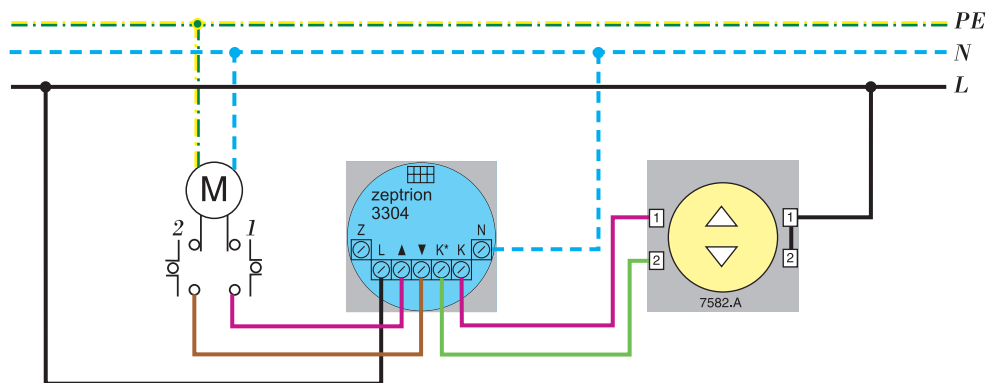 PE
N
L
M
2 1
zeptrion
3304
Z N
L ▲ ▼ K* K
1 1
2 2
7582.A